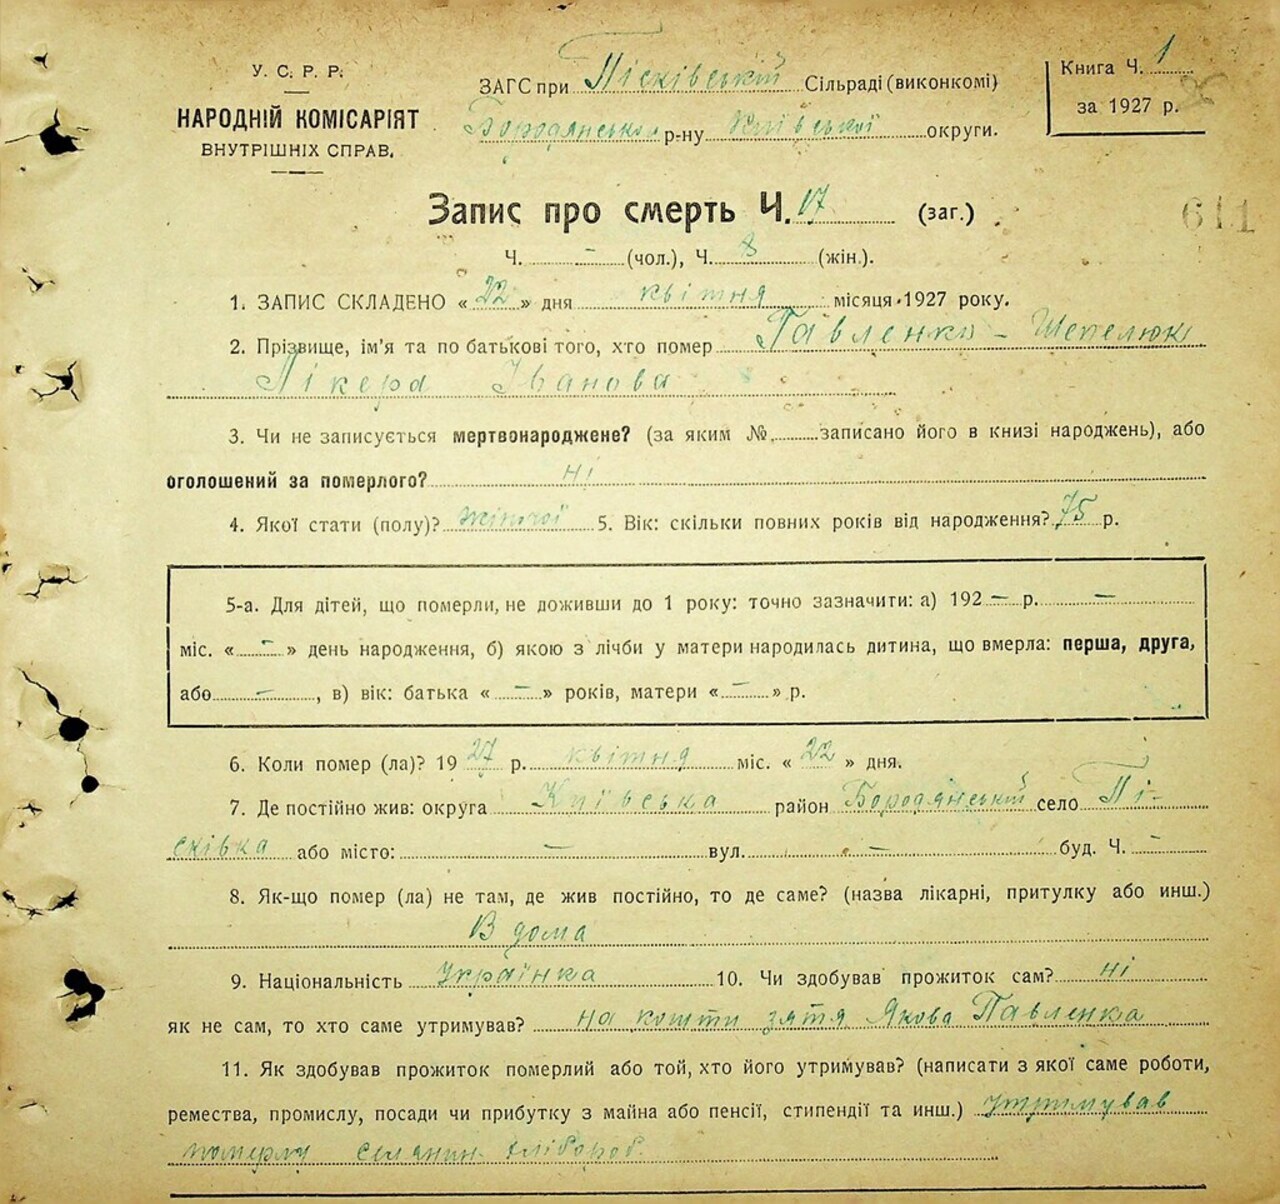 У. С. Р. Р.
НАРОДНІЙ КОМІСАРІЯТ
ВНУТРІШНІХ СПРАВ.
ЗАГС при Пісківській Сільраді (виконкомі)
Бородянськом р-ну Київської округи.
Книга Ч. 1
за 1927 р.
Запис про смерть Ч. 17 (заг.)
611
Ч. – (чол.), Ч. 8 (жін.).
1. ЗАПИС СКЛАДЕНО « 22 » дня квітня місяця 1927 року.
2. Прізвище, ім'я та по батькові того, хто помер Павленко – Шепелюк
Лікера Іванова
3. Чи не записується мертвонароджене? (за яким № записано його в книзі народжень), або
оголошений за померлого? ні
4. Якої стати (полу)? жіночої 5. Вік: скільки повних років від народження? 75 р.
5-а. Для дітей, що померли, не доживши до 1 року: точно зазначити: а) 192 – р. –
міс. « – » день народження, б) якою з лічби у матери народилась дитина, що вмерла: перша, друга,
або – , в) вік: батька « – » років, матери « – » р.
6. Коли помер (ла)? 19 27 р. квітня міс. « 22 » дня.
7. Де постійно жив: округа Київська район Бородянський село Пі-
сківка або місто: – вул. – буд. Ч. –
8. Як-що помер (ла) не там, де жив постійно, то де саме? (назва лікарні, притулку або инш.)
В дома
9. Національність Українка 10. Чи здобував прожиток сам? ні
як не сам, то хто саме утримував? на кошти зятя Якова Павленка
11. Як здобував прожиток померлий або той, хто його утримував? (написати з якої саме роботи,
ремества, промислу, посади чи прибутку з майна або пенсії, стипендії та инш.) утримував
померлу селянин хлібороб.